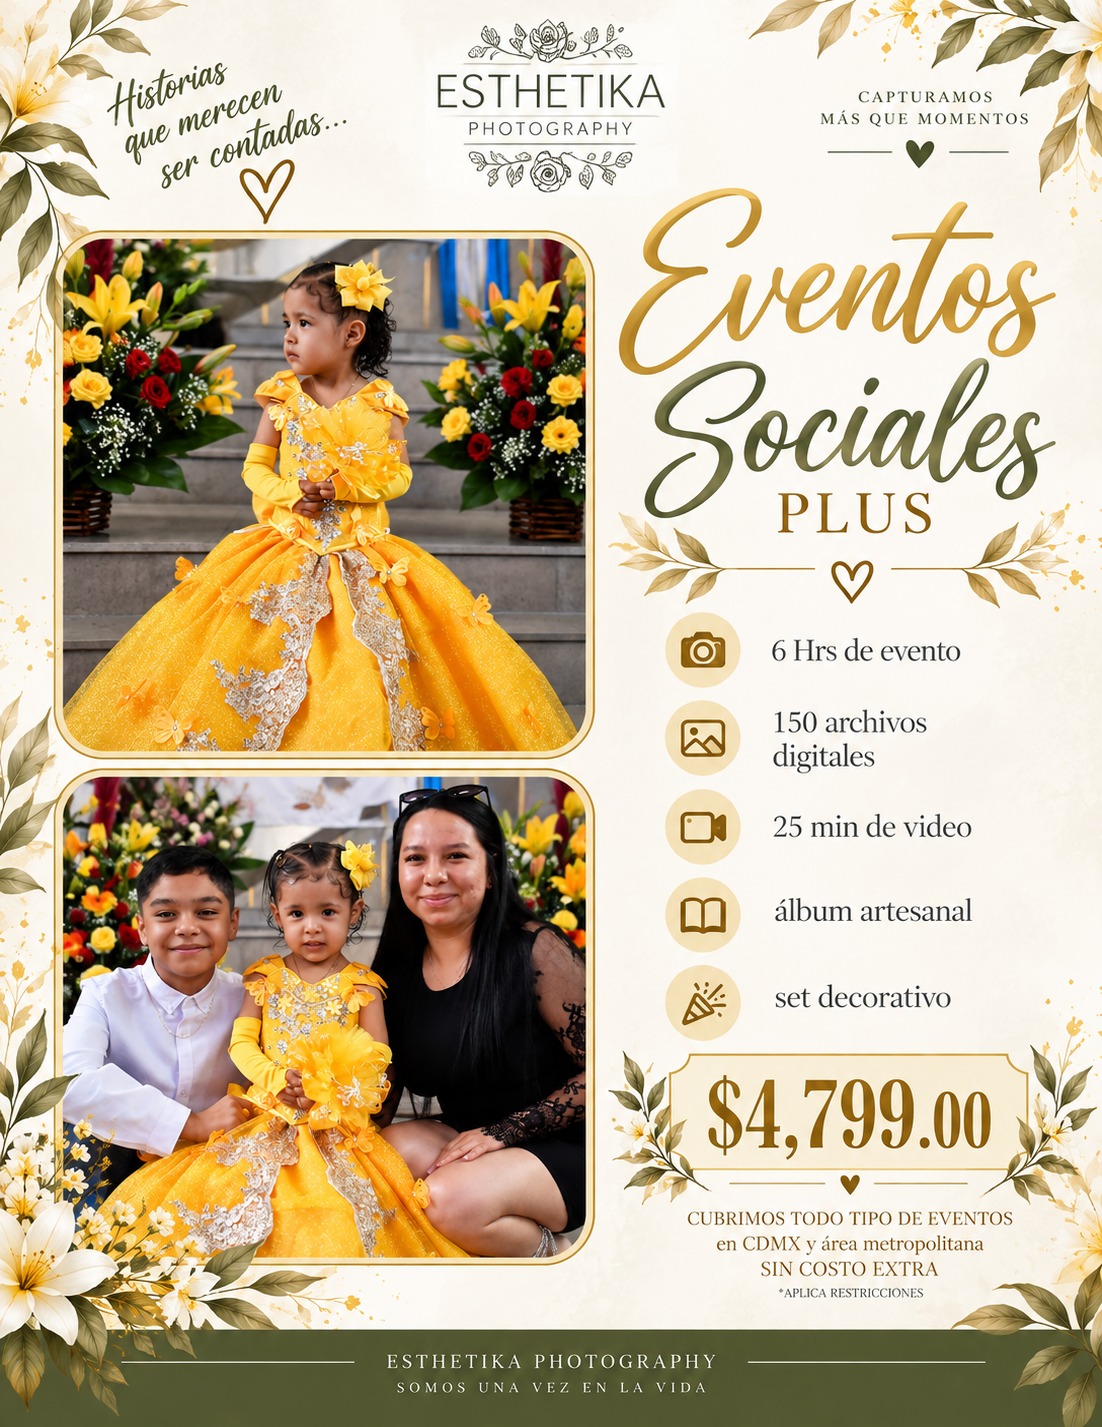 Historias
que merecen
ser contadas...
ESTHETIKA
PHOTOGRAPHY
CAPTURAMOS
MÁS QUE MOMENTOS
Eventos
Sociales
PLUS
6 Hrs de evento
150 archivos
digitales
25 min de video
álbum artesanal
set decorativo
$4,799.00
CUBRIMOS TODO TIPO DE EVENTOS
en CDMX y área metropolitana
SIN COSTO EXTRA
*APLICA RESTRICCIONES
ESTHETIKA PHOTOGRAPHY
SOMOS UNA VEZ EN LA VIDA